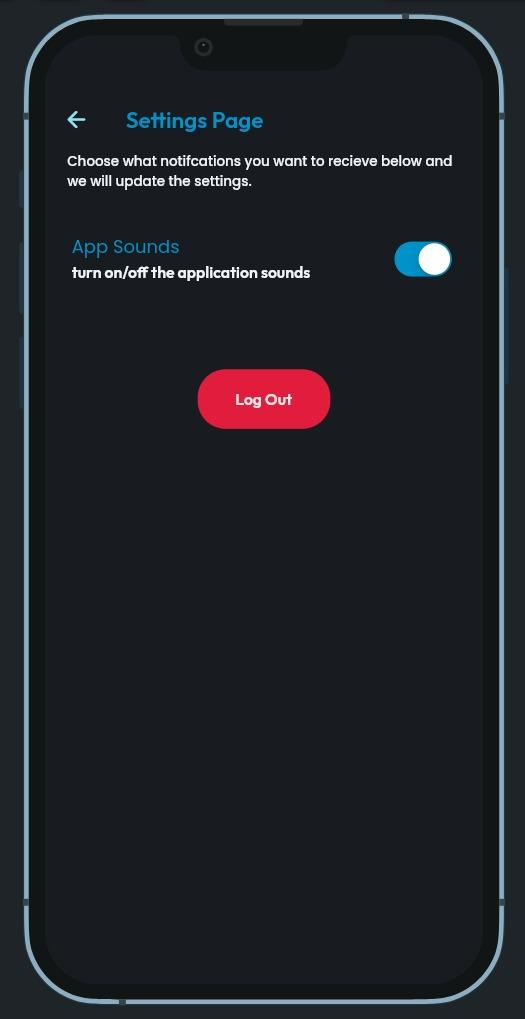 Settings Page
Choose what notifcations you want to recieve below and
we will update the settings.
App Sounds
turn on/off the application sounds
Log Out